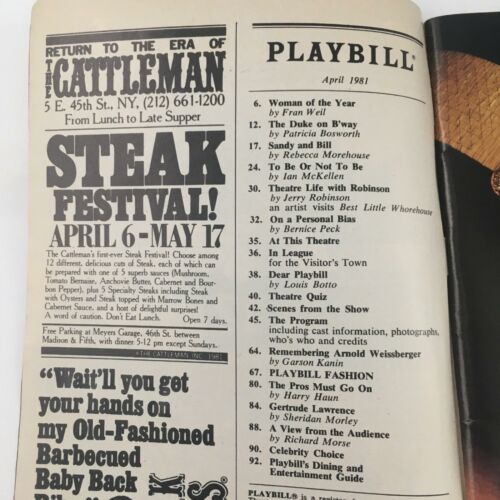 RETURN TO THE ERA OF
THE CATTLEMAN
5 E. 45th St., NY, (212) 661-1200
From Lunch to Late Supper
STEAK
FESTIVAL!
APRIL 6–MAY 17
The Cattleman's first-ever Steak Festival! Choose among
12 different, delicious cuts of Steak, each of which can
be prepared with one of 5 superb sauces (Mushroom,
Tomato Bernaise, Anchovie Butter, Cabernet and Bour-
bon Pepper), plus 5 Specialty Steaks including Steak
with Oysters and Steak topped with Marrow Bones and
Cabernet Sauce, and a host of delightful surprises!
A word of caution. Don't Eat Lunch. Open 7 days.
Free Parking at Meyers Garage, 46th St. between
Madison & Fifth, with dinner 5-12 pm except Sundays.
©THE CATTLEMAN INC. 1981
"Wait'll you get
your hands on
my Old-Fashioned
Barbecued
Baby Back
PLAYBILL®
April 1981
6. Woman of the Year
by Fran Weil
12. The Duke on B'way
by Patricia Bosworth
17. Sandy and Bill
by Rebecca Morehouse
24. To Be Or Not To Be
by Ian McKellen
30. Theatre Life with Robinson
by Jerry Robinson
an artist visits Best Little Whorehouse
32. On a Personal Bias
by Bernice Peck
35. At This Theatre
36. In League
for the Visitor's Town
38. Dear Playbill
by Louis Botto
40. Theatre Quiz
42. Scenes from the Show
45. The Program
including cast information, photographs,
who's who and credits
64. Remembering Arnold Weissberger
by Garson Kanin
67. PLAYBILL FASHION
80. The Pros Must Go On
by Harry Haun
84. Gertrude Lawrence
by Sheridan Morley
88. A View from the Audience
by Richard Morse
90. Celebrity Choice
92. Playbill's Dining and
Entertainment Guide
PLAYBILL® is a